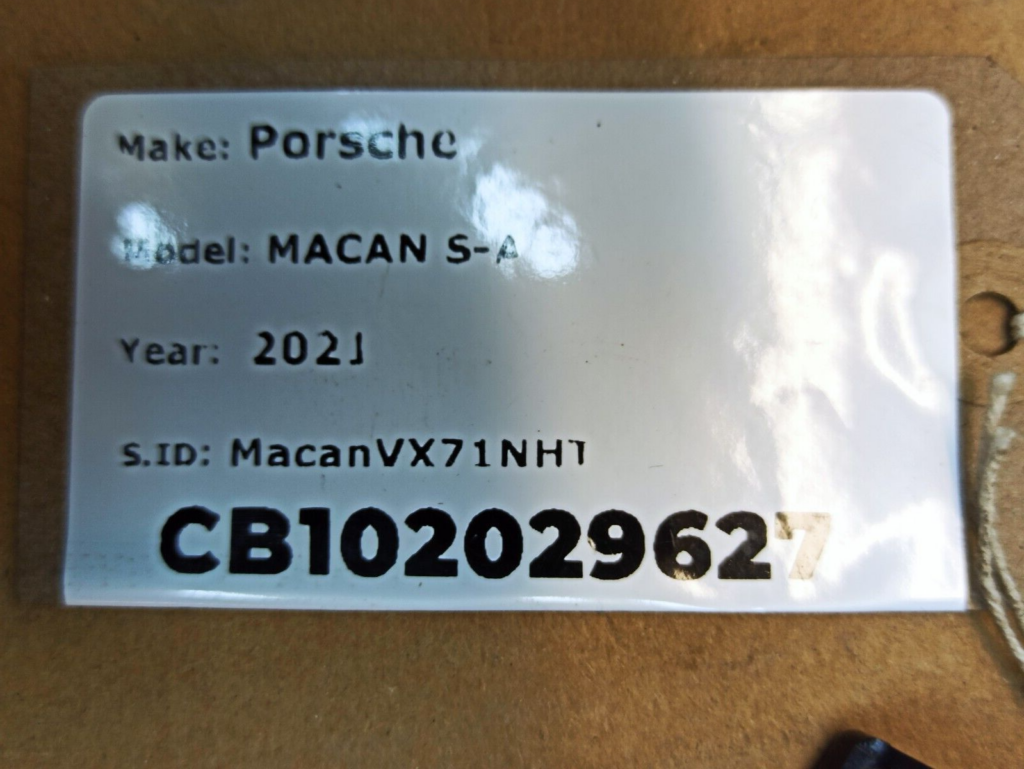 Make: Porsche
Model: MACAN S-A
Year: 2021
S.ID: MacanVX71NHT
CB102029627